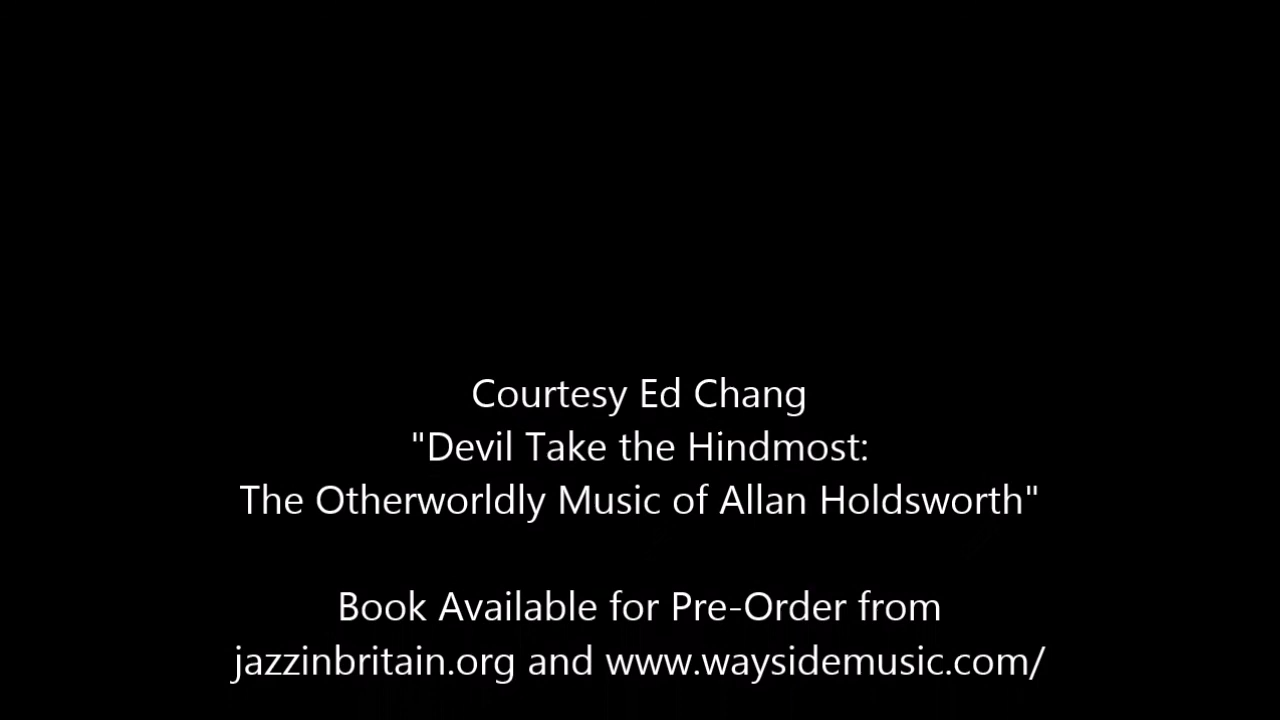 Courtesy Ed Chang
"Devil Take the Hindmost:
The Otherworldly Music of Allan Holdsworth"
Book Available for Pre-Order from
jazzinbritain.org and www.waysidemusic.com/